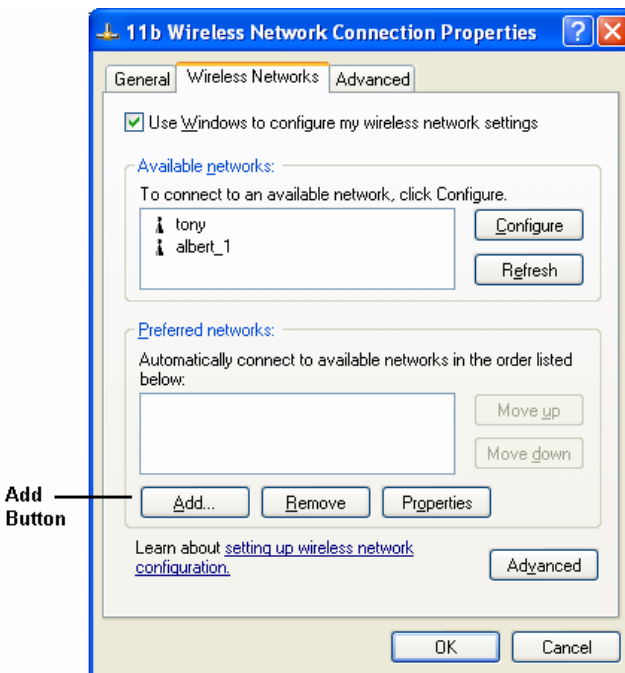 11b Wireless Network Connection Properties
General Wireless Networks Advanced
Use Windows to configure my wireless network settings
Available networks:
To connect to an available network, click Configure.
tony
albert_1
Configure
Refresh
Preferred networks:
Automatically connect to available networks in the order listed
below:
Move up
Move down
Add
Button
Add... Remove Properties
Learn about setting up wireless network
configuration.
Advanced
OK Cancel